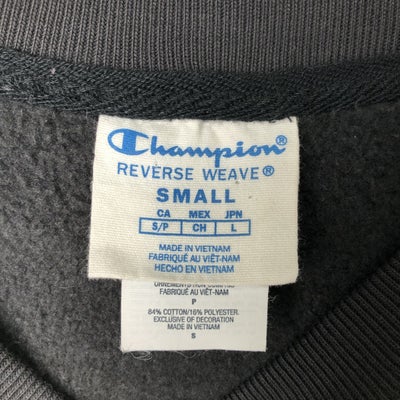 Champion®
REVERSE WEAVE®
SMALL
CA MEX JPN
S/P CH L
MADE IN VIETNAM
FABRIQUÉ AU VIÊT-NAM
HECHO EN VIETNAM
FABRIQUÉ AU VIÊT-NAM
P
84% COTTON/16% POLYESTER
EXCLUSIVE OF DECORATION
MADE IN VIETNAM
S